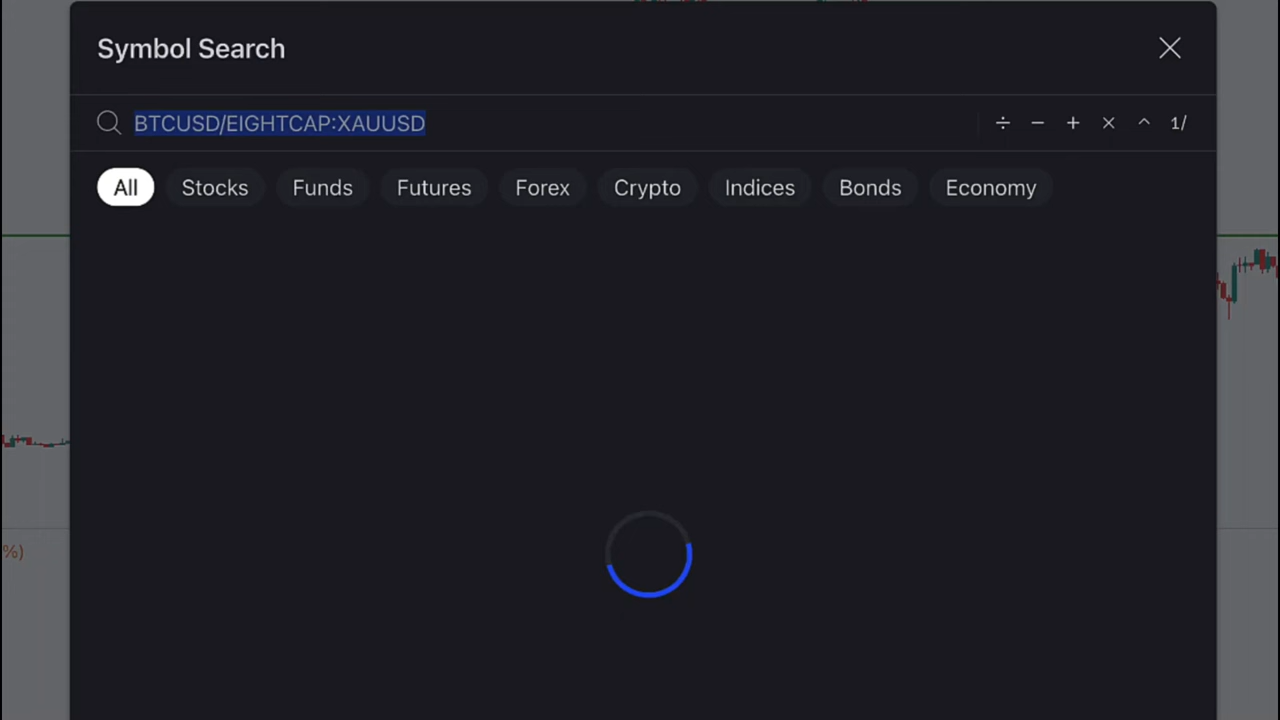 Symbol Search
BTCUSD/EIGHTCAP:XAUUSD ÷ − + × ^ 1/
All Stocks Funds Futures Forex Crypto Indices Bonds Economy
%)